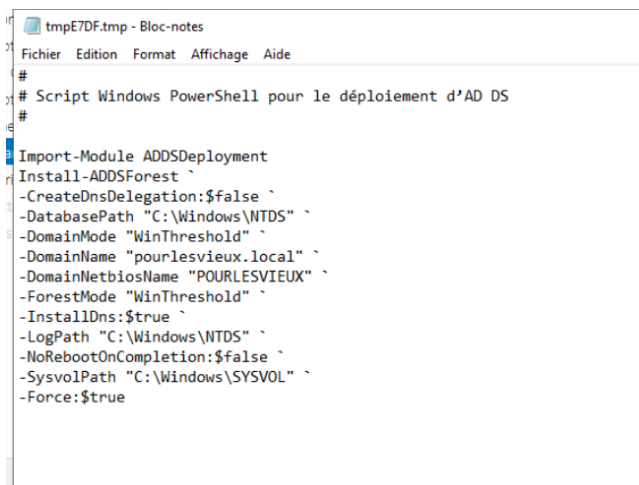 tmpE7DF.tmp - Bloc-notes
Fichier Edition Format Affichage Aide
#
# Script Windows PowerShell pour le déploiement d’AD DS
#
Import-Module ADDSDeployment
Install-ADDSForest `
-CreateDnsDelegation:$false `
-DatabasePath "C:\Windows\NTDS" `
-DomainMode "WinThreshold" `
-DomainName "pourlesvieux.local" `
-DomainNetbiosName "POURLESVIEUX" `
-ForestMode "WinThreshold" `
-InstallDns:$true `
-LogPath "C:\Windows\NTDS" `
-NoRebootOnCompletion:$false `
-SysvolPath "C:\Windows\SYSVOL" `
-Force:$true